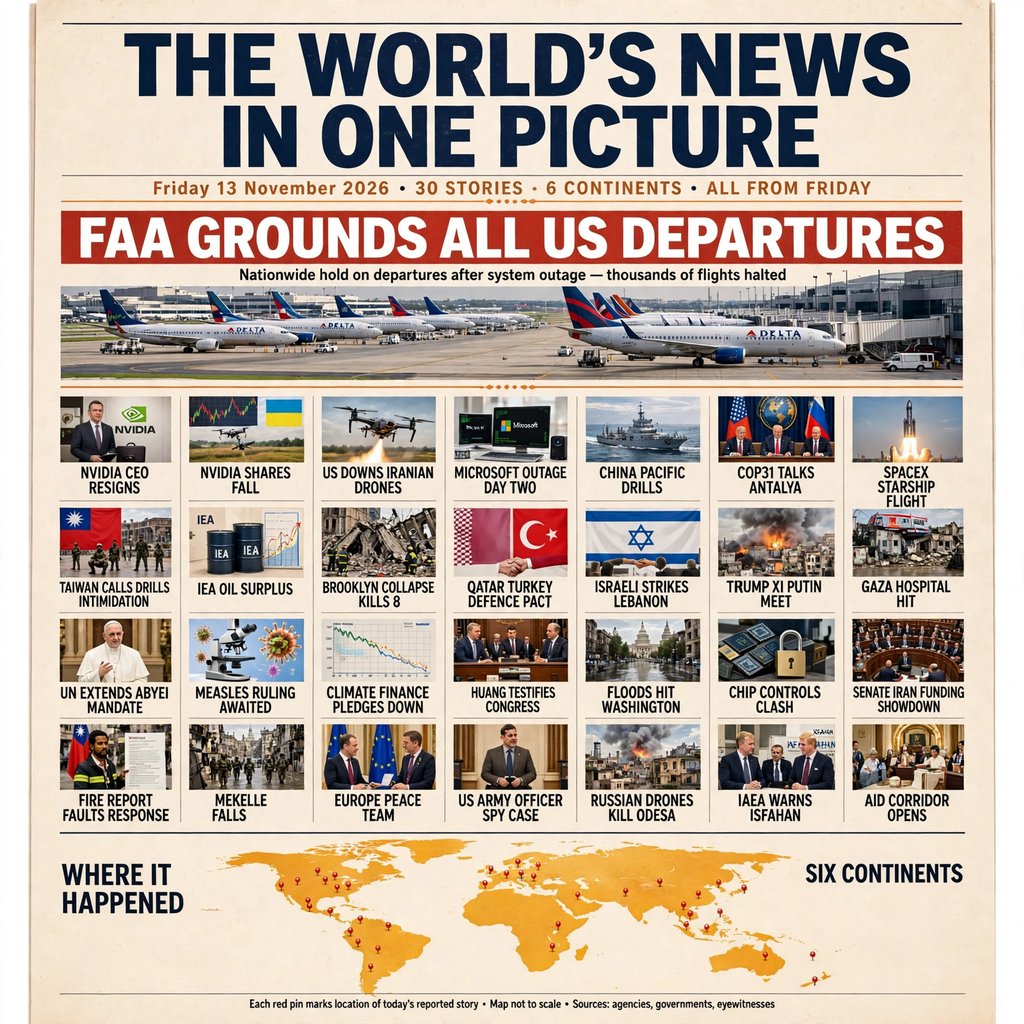 THE WORLD'S NEWS
IN ONE PICTURE
Friday 13 November 2026 • 30 STORIES · 6 CONTINENTS • ALL FROM FRIDAY
FAA GROUNDS ALL US DEPARTURES
Nationwide hold on departures after system outage — thousands of flights halted
DELTA
DELTA
DELTA
NVIDIA
Microsoft
NVIDIA CEO
RESIGNS
NVIDIA SHARES
FALL
US DOWNS IRANIAN
DRONES
MICROSOFT OUTAGE
DAY TWO
CHINA PACIFIC
DRILLS
COP31 TALKS
ANTALYA
SPACEX
STARSHIP
FLIGHT
IEA
IEA
IEA
TAIWAN CALLS DRILLS
INTIMIDATION
IEA OIL SURPLUS
BROOKLYN COLLAPSE
KILLS 8
QATAR TURKEY
DEFENCE PACT
ISRAELI STRIKES
LEBANON
TRUMP XI PUTIN
MEET
GAZA HOSPITAL
HIT
UN EXTENDS ABYEI
MANDATE
MEASLES RULING
AWAITED
CLIMATE FINANCE
PLEDGES DOWN
HUANG TESTIFIES
CONGRESS
FLOODS HIT
WASHINGTON
CHIP CONTROLS
CLASH
SENATE IRAN FUNDING
SHOWDOWN
FIRE REPORT
FAULTS RESPONSE
MEKELLE
FALLS
EUROPE PEACE
TEAM
US ARMY OFFICER
SPY CASE
RUSSIAN DRONES
KILL ODESA
IAEA WARNS
ISFAHAN
AID CORRIDOR
OPENS
WHERE IT
HAPPENED
SIX CONTINENTS
Each red pin marks location of today's reported story • Map not to scale • Sources: agencies, governments, eyewitnesses